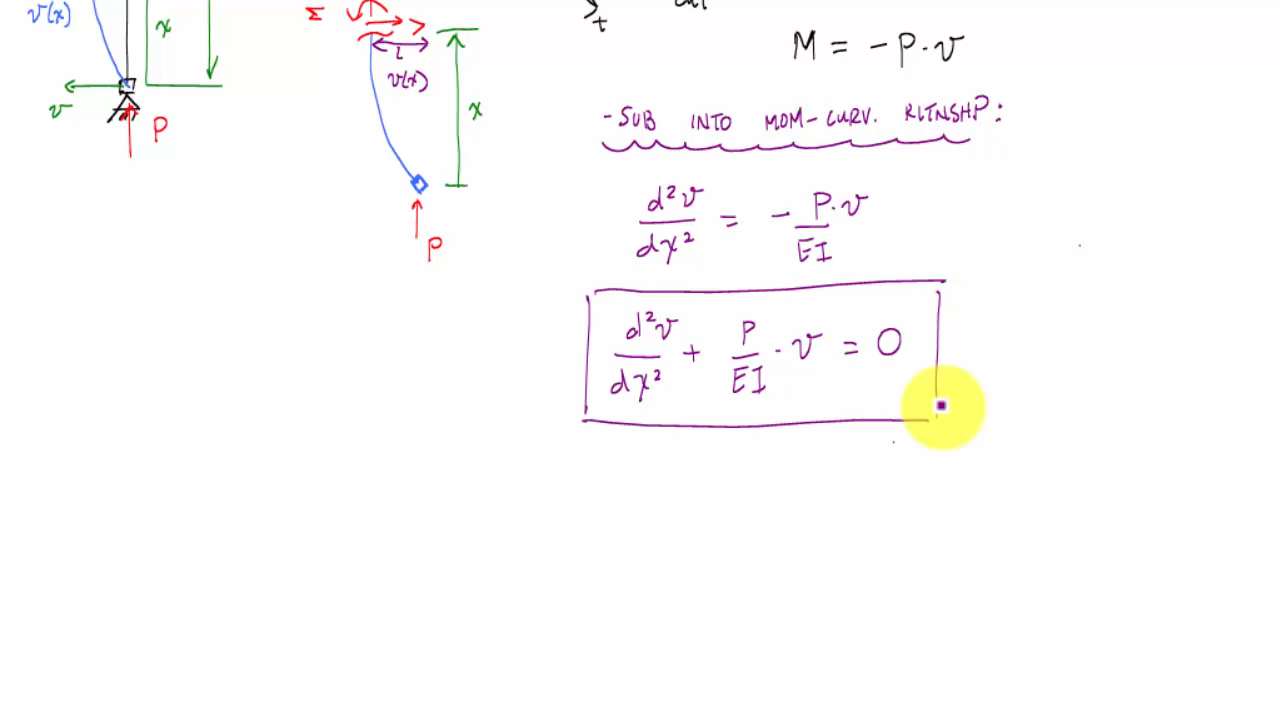 v(x)
x
v
P
M
V
v(x)
x
P
M = -P·v
-SUB INTO MOM-CURV. RLTNSHP:
d²v/dx² = - P·v/EI
d²v/dx² + P/EI · v = 0